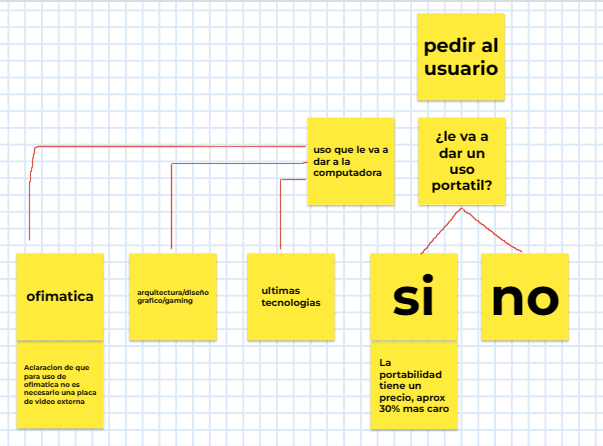 pedir al
usuario
uso que le va a
dar a la
computadora
¿le va a
dar un
uso
portatil?
ofimatica
arquitectura/diseño
grafico/gaming
ultimas
tecnologias
si
no
Aclaracion de que
para uso de
ofimatica no es
necesario una placa
de video externa
La
portabilidad
tiene un
precio, aprox
30% mas caro